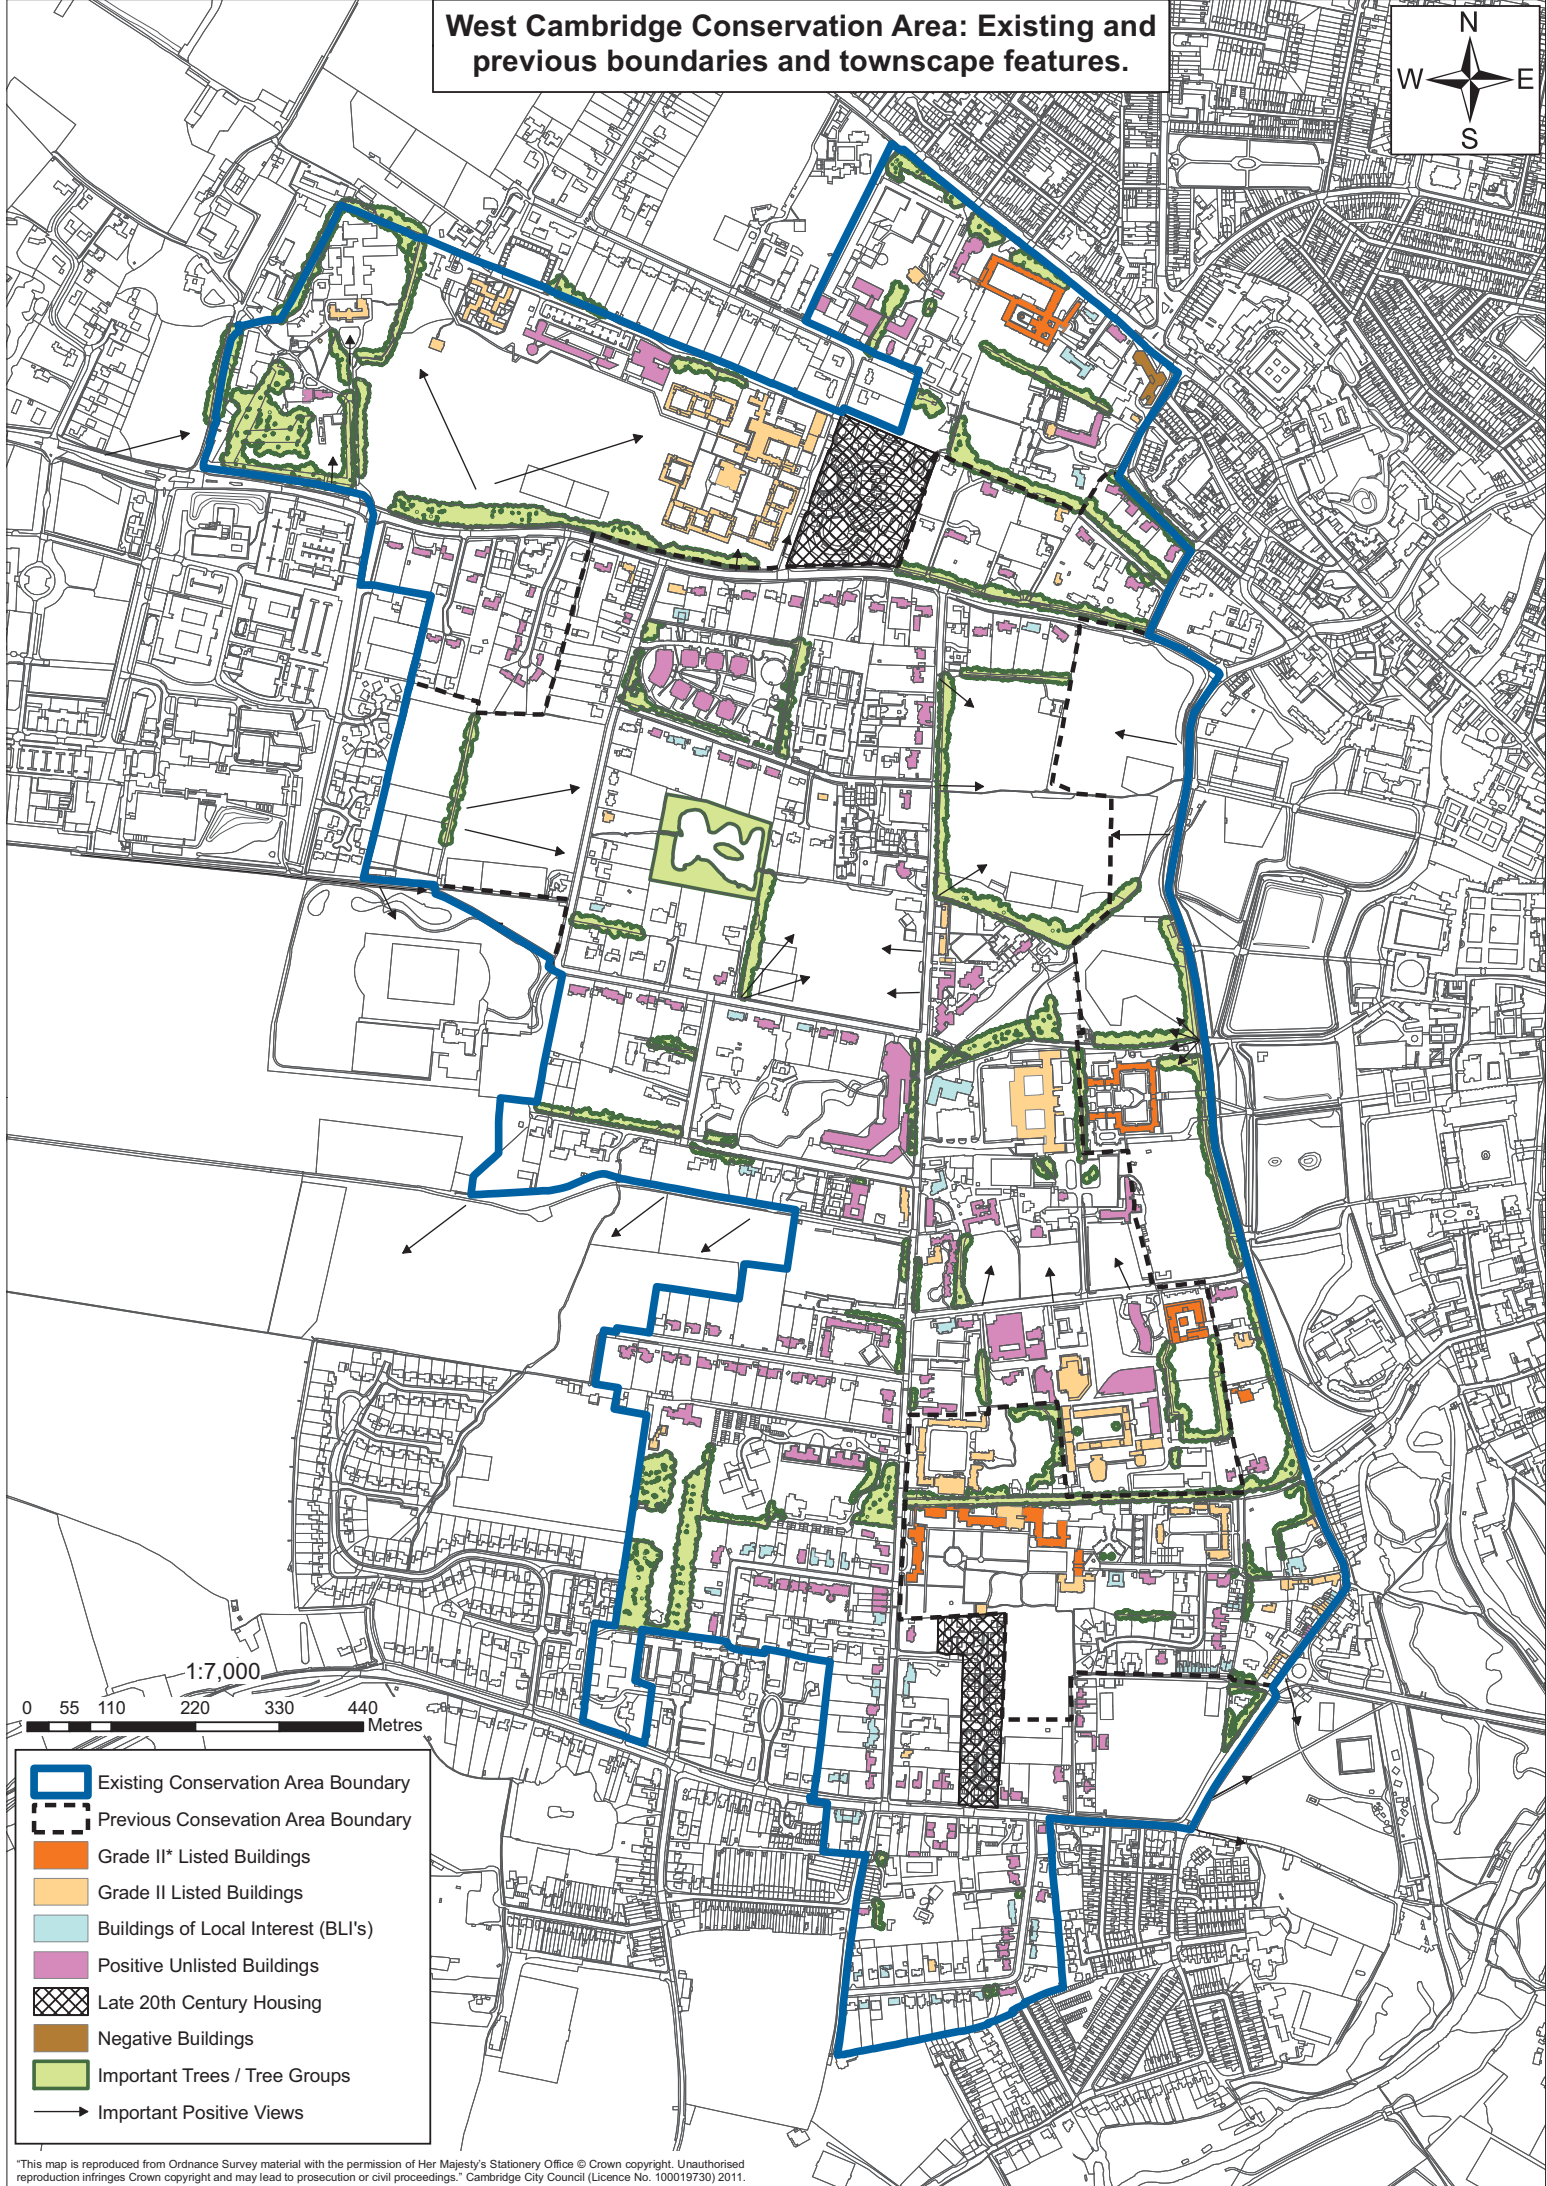 West Cambridge Conservation Area: Existing and
previous boundaries and townscape features.
N
W E
S
1:7,000
0 55 110 220 330 440
Metres
Existing Conservation Area Boundary
Previous Consevation Area Boundary
Grade II* Listed Buildings
Grade II Listed Buildings
Buildings of Local Interest (BLI's)
Positive Unlisted Buildings
Late 20th Century Housing
Negative Buildings
Important Trees / Tree Groups
Important Positive Views
"This map is reproduced from Ordnance Survey material with the permission of Her Majesty's Stationery Office © Crown copyright. Unauthorised
reproduction infringes Crown copyright and may lead to prosecution or civil proceedings." Cambridge City Council (Licence No. 100019730) 2011.